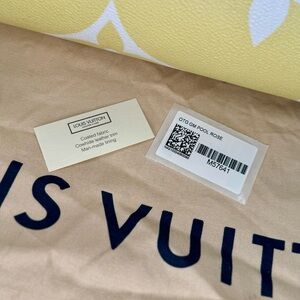 LOUIS VUITTON
Coated fabric
Cowhide leather trim
Man-made lining
OTG GM POOL ROSE
M57641
IS VUITT